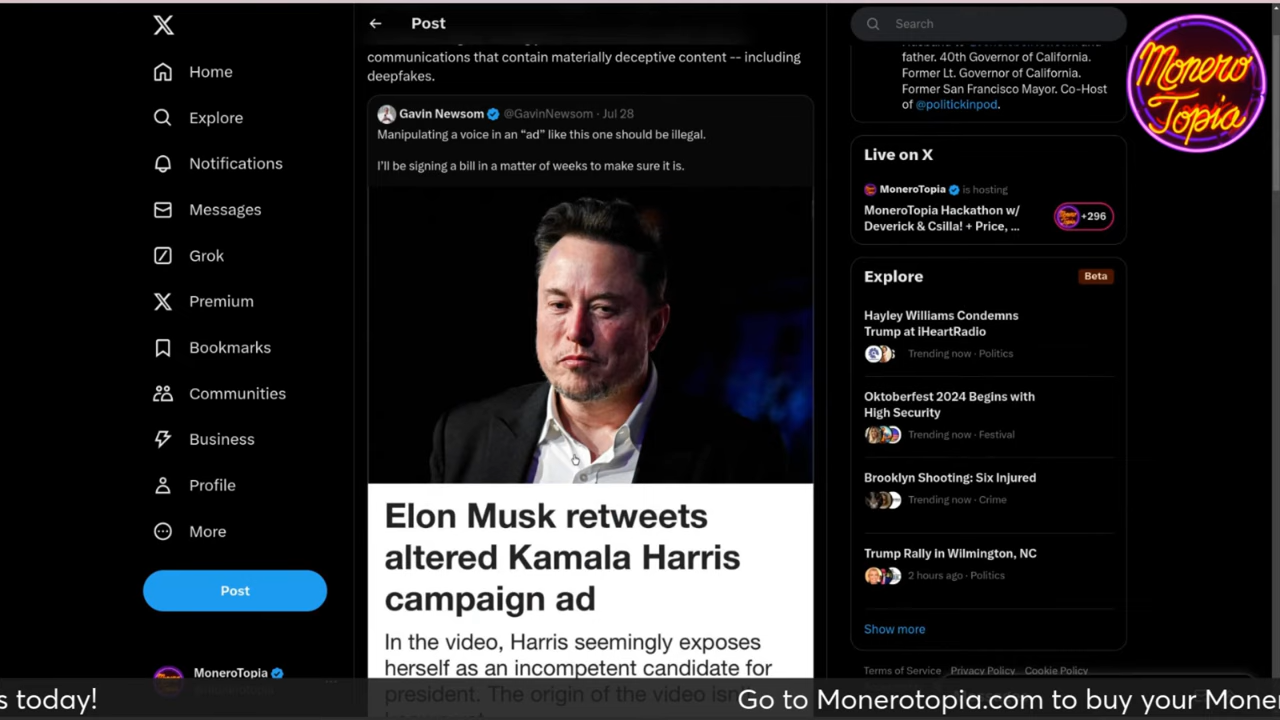 Post
Search
communications that contain materially deceptive content -- including
deepfakes.
Gavin Newsom @GavinNewsom · Jul 28
Manipulating a voice in an “ad” like this one should be illegal.
I’ll be signing a bill in a matter of weeks to make sure it is.
Elon Musk retweets
altered Kamala Harris
campaign ad
In the video, Harris seemingly exposes
herself as an incompetent candidate for
president. The origin of the video isn
Home
Explore
Notifications
Messages
Grok
Premium
Bookmarks
Communities
Business
Profile
More
Post
MoneroTopia
father. 40th Governor of California.
Former Lt. Governor of California.
Former San Francisco Mayor. Co-Host
of @politickinpod.
Live on X
MoneroTopia is hosting
MoneroTopia Hackathon w/
Deverick & Csilla! + Price, ...
+296
Explore
Beta
Hayley Williams Condemns
Trump at iHeartRadio
Trending now · Politics
Oktoberfest 2024 Begins with
High Security
Trending now · Festival
Brooklyn Shooting: Six Injured
Trending now · Crime
Trump Rally in Wilmington, NC
2 hours ago · Politics
Show more
Terms of Service Privacy Policy Cookie Policy
Monero
Topia
s today!
Go to Monerotopia.com to buy your Moner